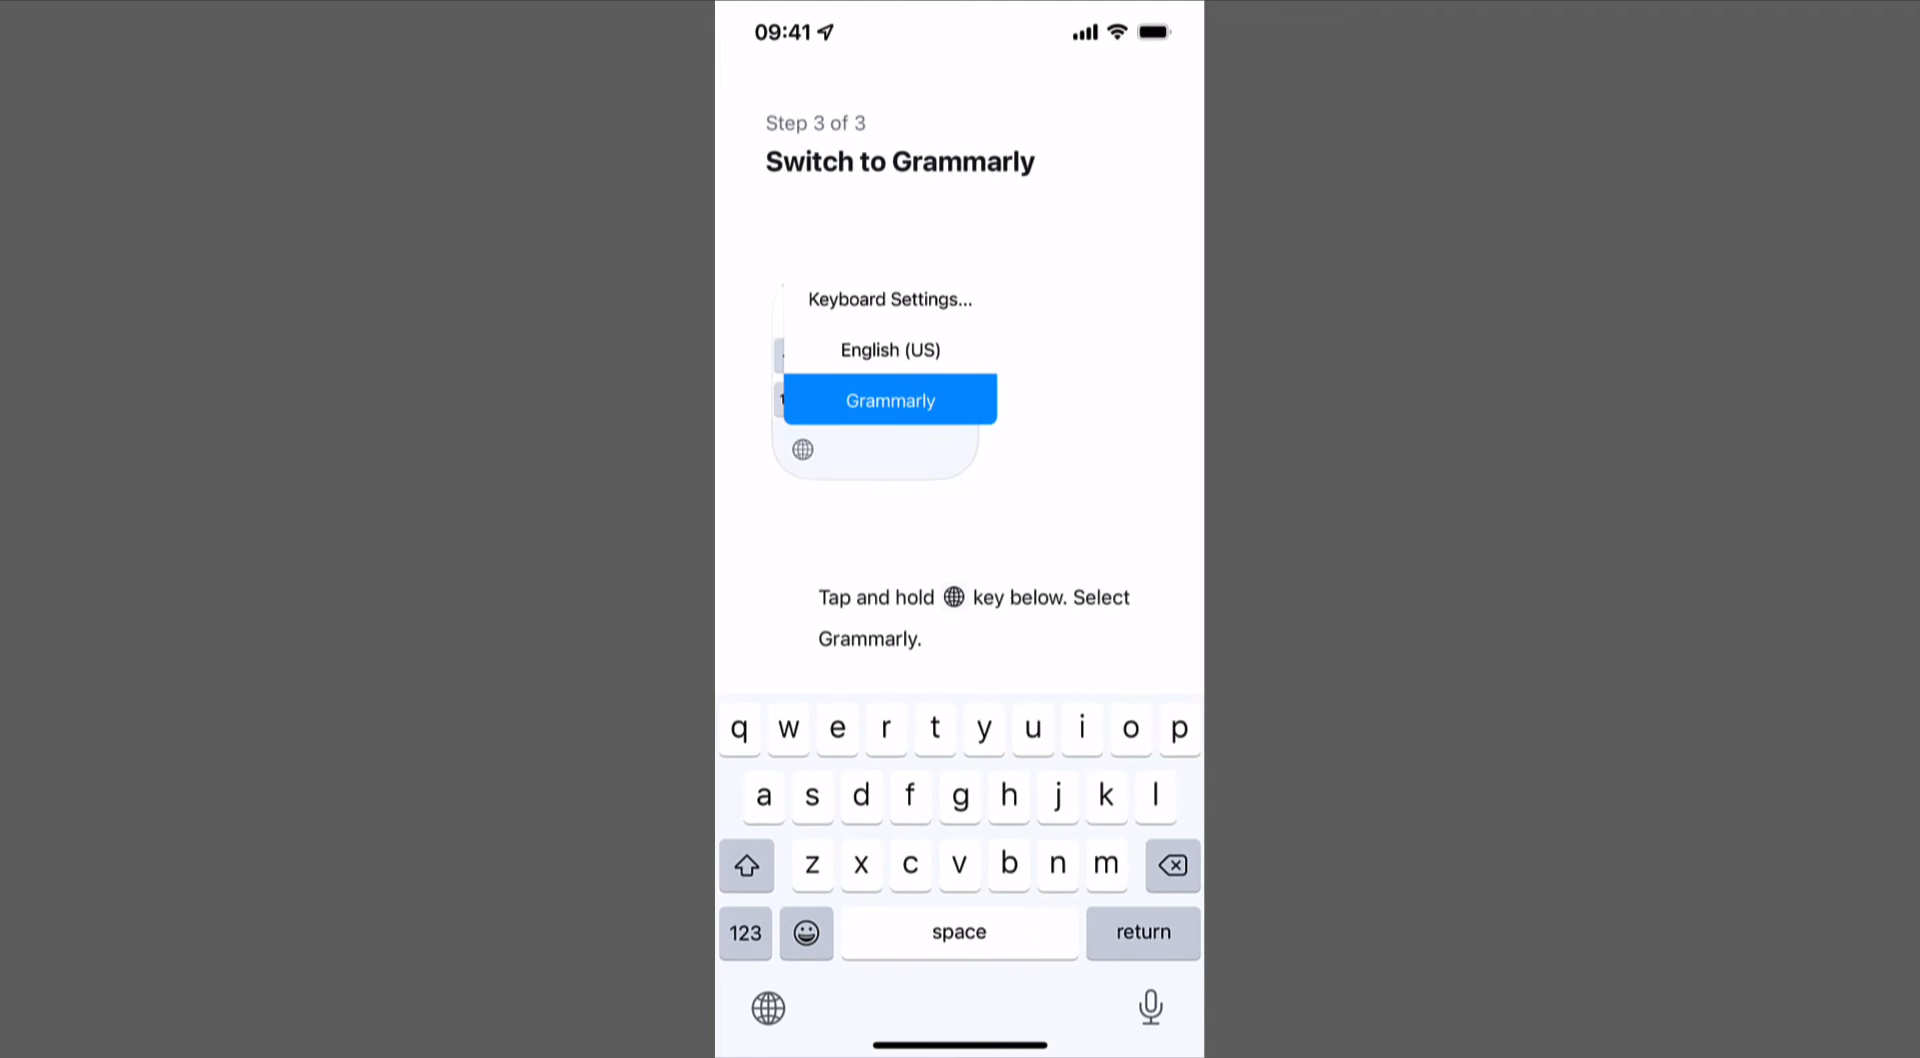 09:41
Step 3 of 3
Switch to Grammarly
Keyboard Settings...
English (US)
Grammarly
Tap and hold key below. Select
Grammarly.
q w e r t y u i o p
a s d f g h j k l
z x c v b n m
123 space return